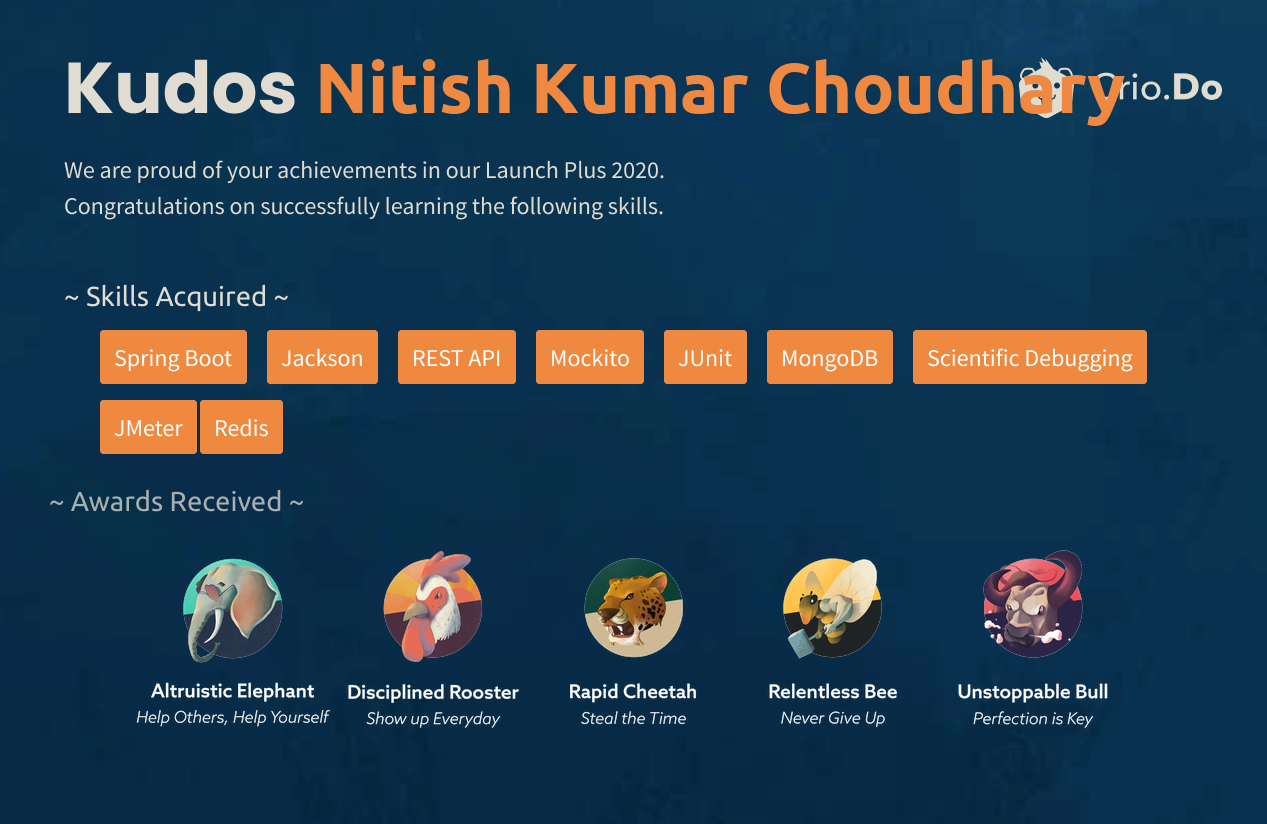 Kudos Nitish Kumar Choudhary
Crio.Do
We are proud of your achievements in our Launch Plus 2020.
Congratulations on successfully learning the following skills.
~ Skills Acquired ~
Spring Boot Jackson REST API Mockito JUnit MongoDB Scientific Debugging
JMeter Redis
~ Awards Received ~
Altruistic Elephant Disciplined Rooster Rapid Cheetah Relentless Bee Unstoppable Bull
Help Others, Help Yourself Show up Everyday Steal the Time Never Give Up Perfection is Key